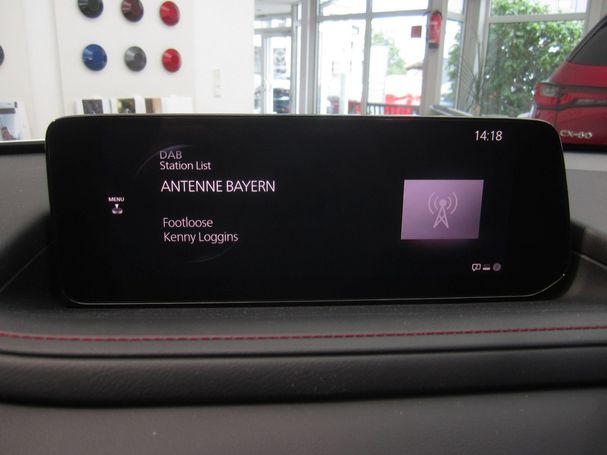 14:18
DAB
Station List
ANTENNE BAYERN
MENU
Footloose
Kenny Loggins
CX-60